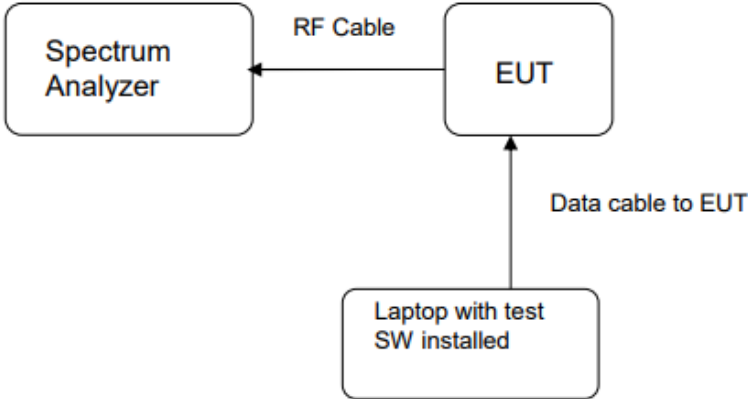 RF Cable
Spectrum
Analyzer
EUT
Data cable to EUT
Laptop with test
SW installed